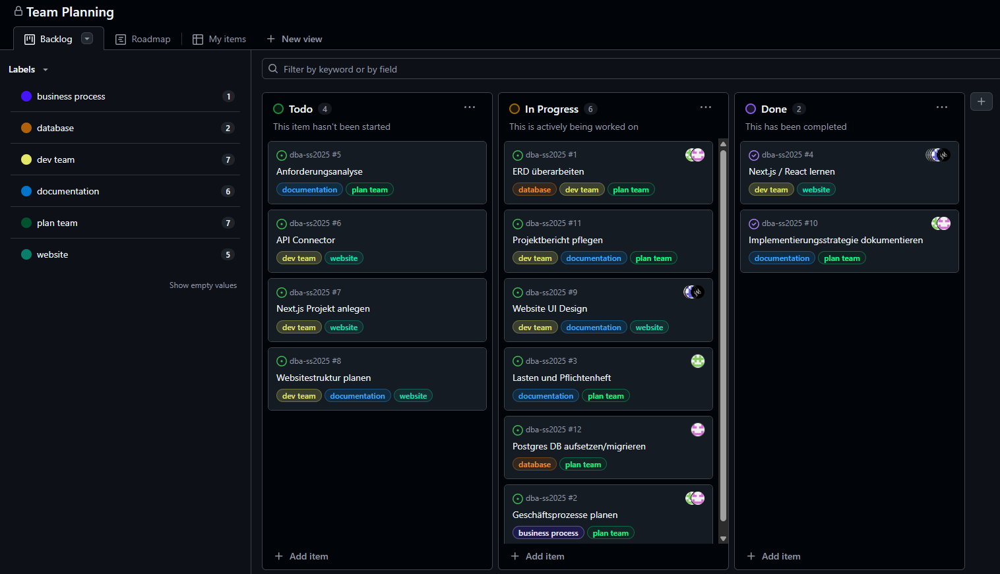 Team Planning
Backlog
Roadmap
My items
New view
Labels
business process 1
database 2
dev team 7
documentation 6
plan team 7
website 5
Show empty values
Filter by keyword or by field
Todo 4
This item hasn't been started
dba-ss2025 #5
Anforderungsanalyse
documentation plan team
dba-ss2025 #6
API Connector
dev team website
dba-ss2025 #7
Next.js Projekt anlegen
dev team website
dba-ss2025 #8
Websitestruktur planen
dev team documentation website
Add item
In Progress 6
This is actively being worked on
dba-ss2025 #1
ERD überarbeiten
database dev team plan team
dba-ss2025 #11
Projektbericht pflegen
dev team documentation plan team
dba-ss2025 #9
Website UI Design
dev team documentation website
dba-ss2025 #3
Lasten und Pflichtenheft
documentation plan team
dba-ss2025 #12
Postgres DB aufsetzen/migrieren
database plan team
dba-ss2025 #2
Geschäftsprozesse planen
business process plan team
Add item
Done 2
This has been completed
dba-ss2025 #4
Next.js / React lernen
dev team website
dba-ss2025 #10
Implementierungsstrategie dokumentieren
documentation plan team
Add item